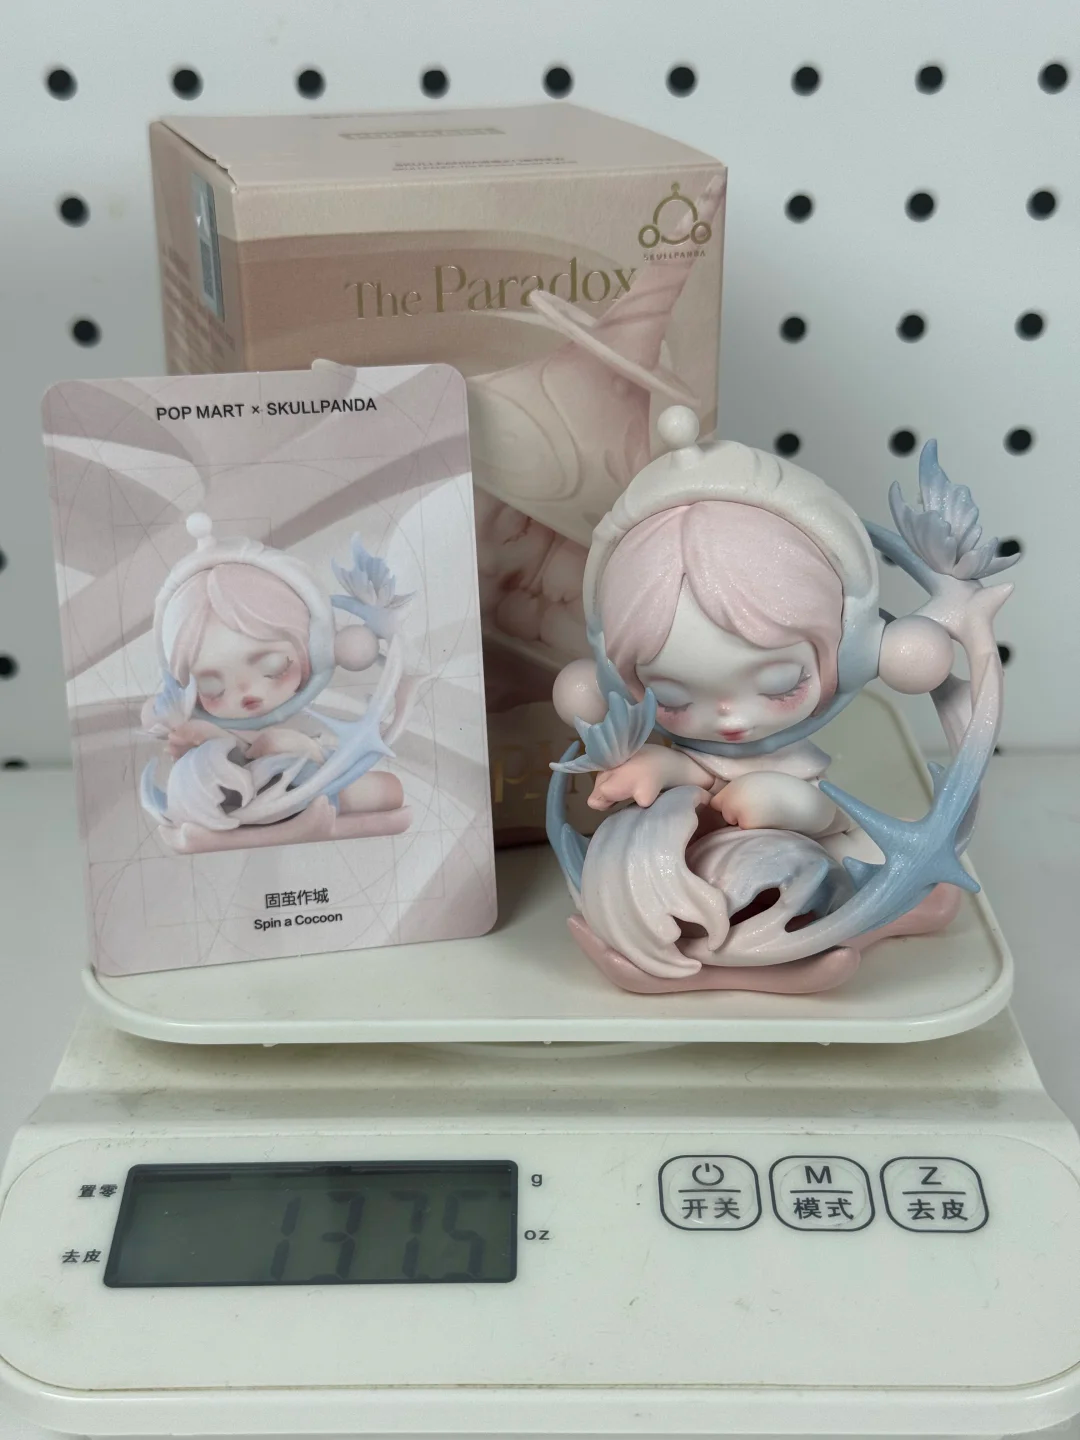 The Paradox
SKULLPANDA
POP MART × SKULLPANDA
固茧作城
Spin a Cocoon
置零
去皮
137.5
g
oz
开关
M
模式
Z
去皮